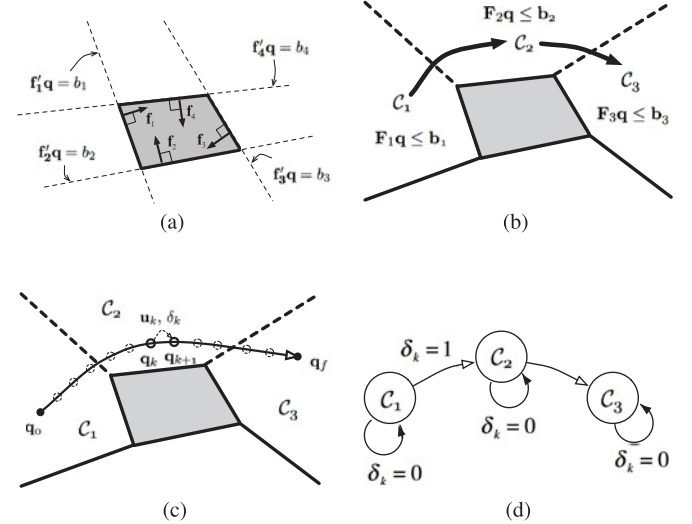 f′₁q = b₁
f′₄q = b₄
f₁
f₄
f₂
f₃
f′₂q = b₂
f′₃q = b₃
(a)
F₂q ≤ b₂
𝒞₂
𝒞₁
𝒞₃
F₁q ≤ b₁
F₃q ≤ b₃
(b)
𝒞₂
uₖ, δₖ
qₖ qₖ₊₁
q_f
q₀
𝒞₁
𝒞₃
(c)
δₖ = 1
𝒞₂
𝒞₁
𝒞₃
δₖ = 0
δₖ = 0
δₖ = 0
(d)